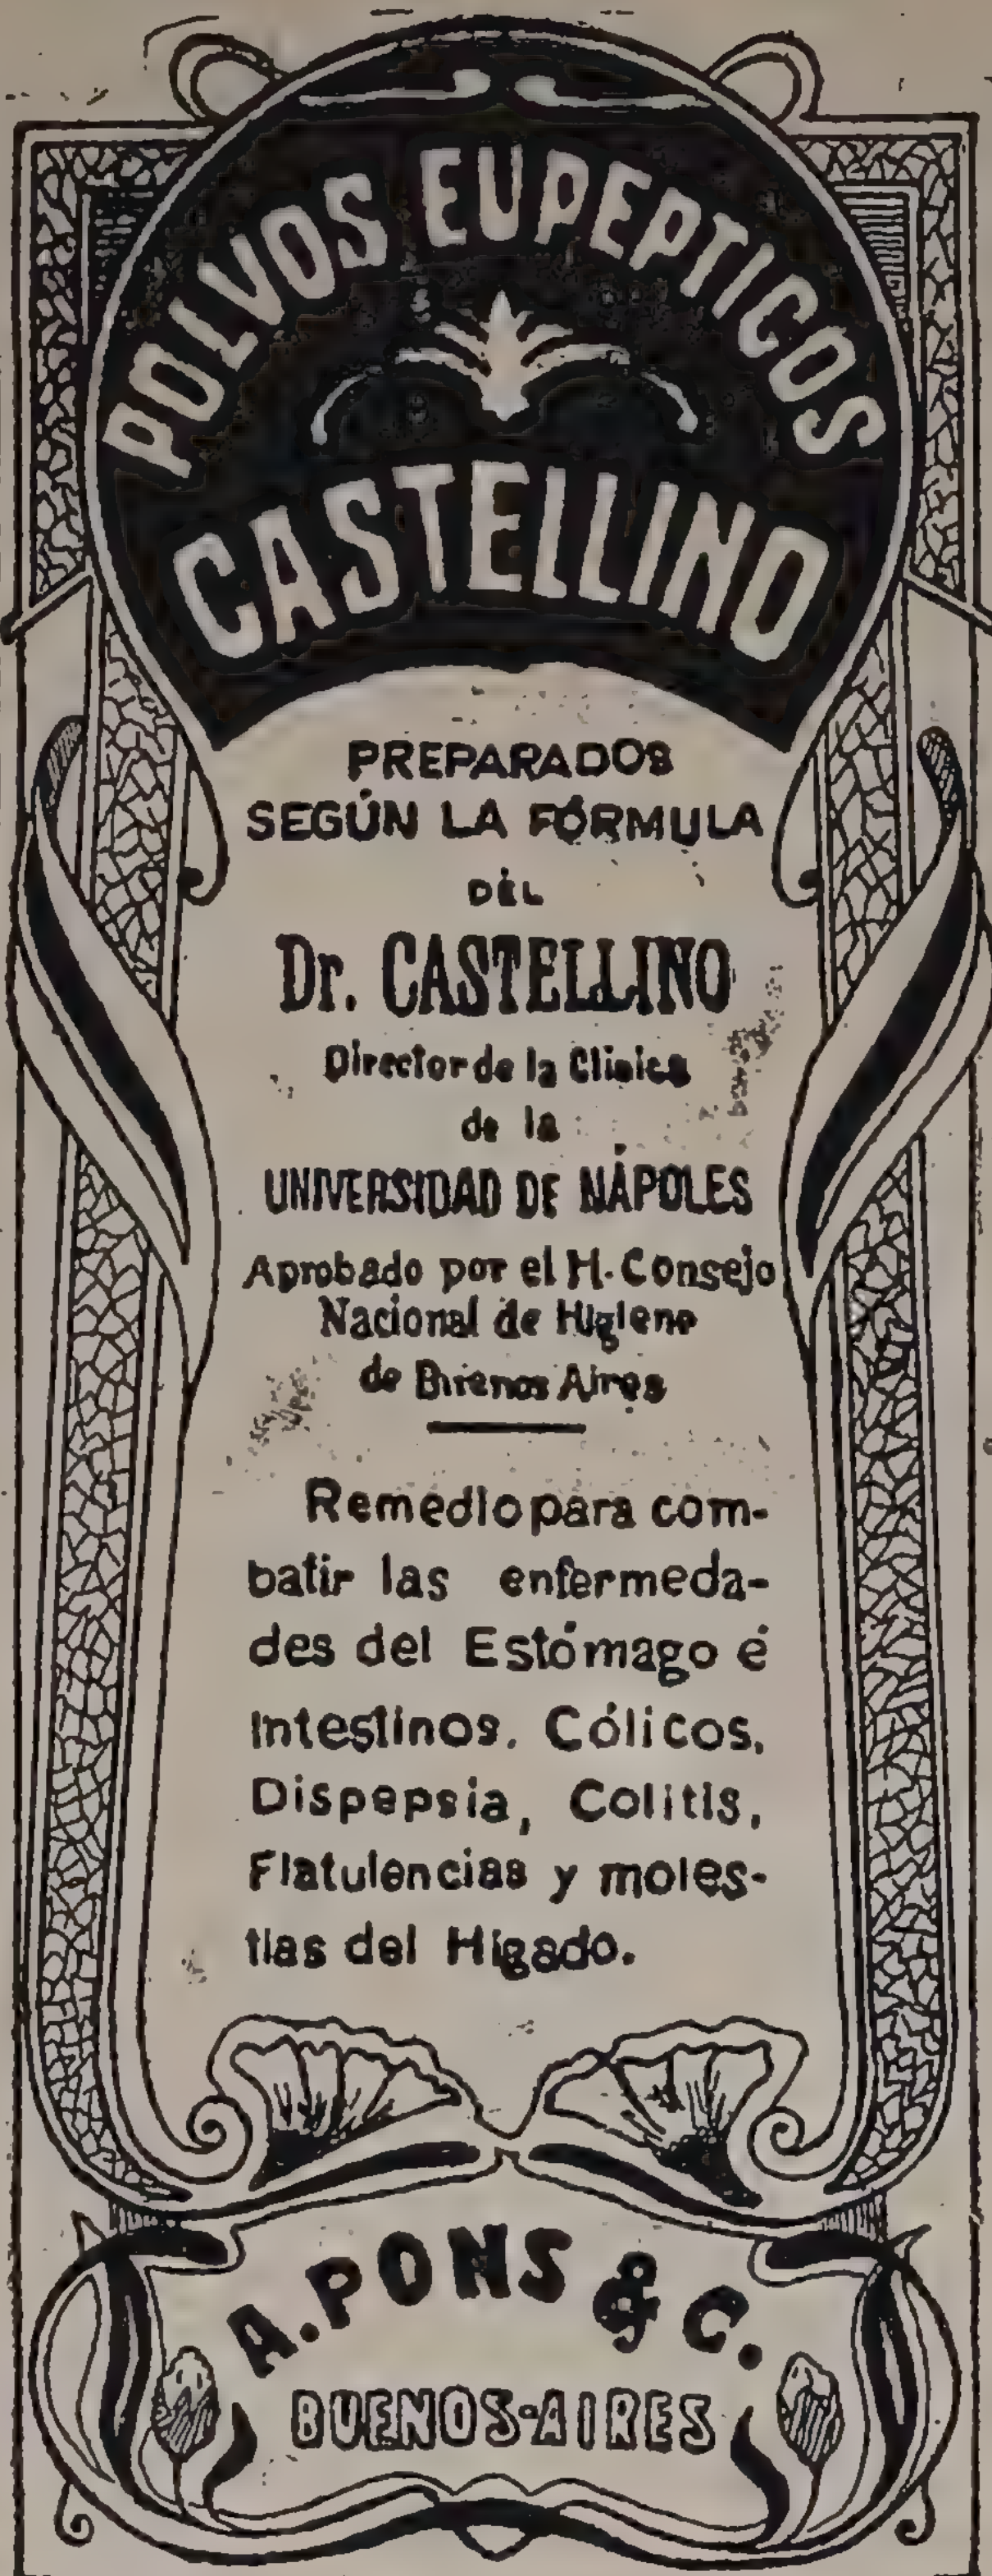 POLVOS EUPEPTICOS
CASTELLINO
PREPARADOS
SEGÚN LA FÓRMULA
DEL
Dr. CASTELLINO
Director de la Clinica
de la
UNIVERSIDAD DE NÁPOLES
Aprobado por el H. Consejo
Nacional de Higiene
de Buenos Aires
Remedio para com-
batir las enfermeda-
des del Estómago é
Intestinos. Cólicos,
Dispepsia, Colitis,
Flatulencias y moles-
tias del Hígado.
A. PONS & C.
BUENOS-AIRES